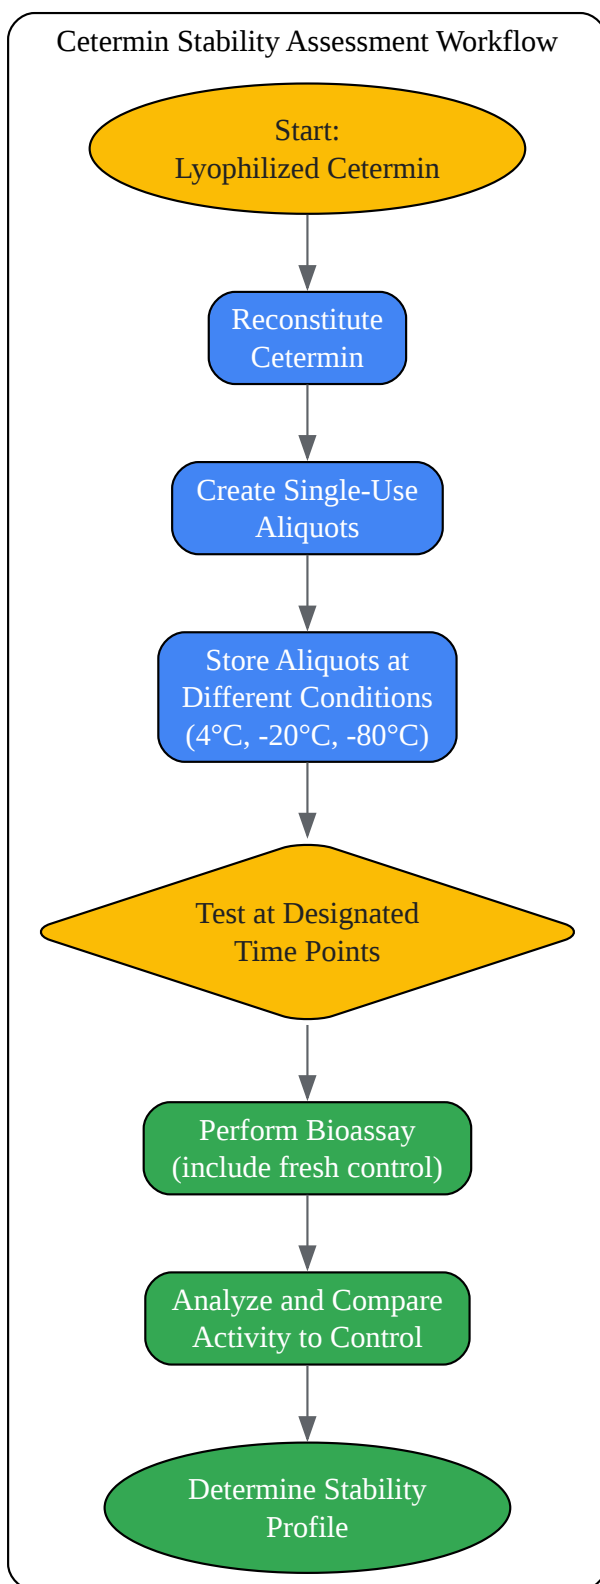 Cetermin Stability Assessment Workflow
Start:
Lyophilized Cetermin
Reconstitute
Cetermin
Create Single-Use
Aliquots
Store Aliquots at
Different Conditions
(4°C, -20°C, -80°C)
Test at Designated
Time Points
Perform Bioassay
(include fresh control)
Analyze and Compare
Activity to Control
Determine Stability
Profile